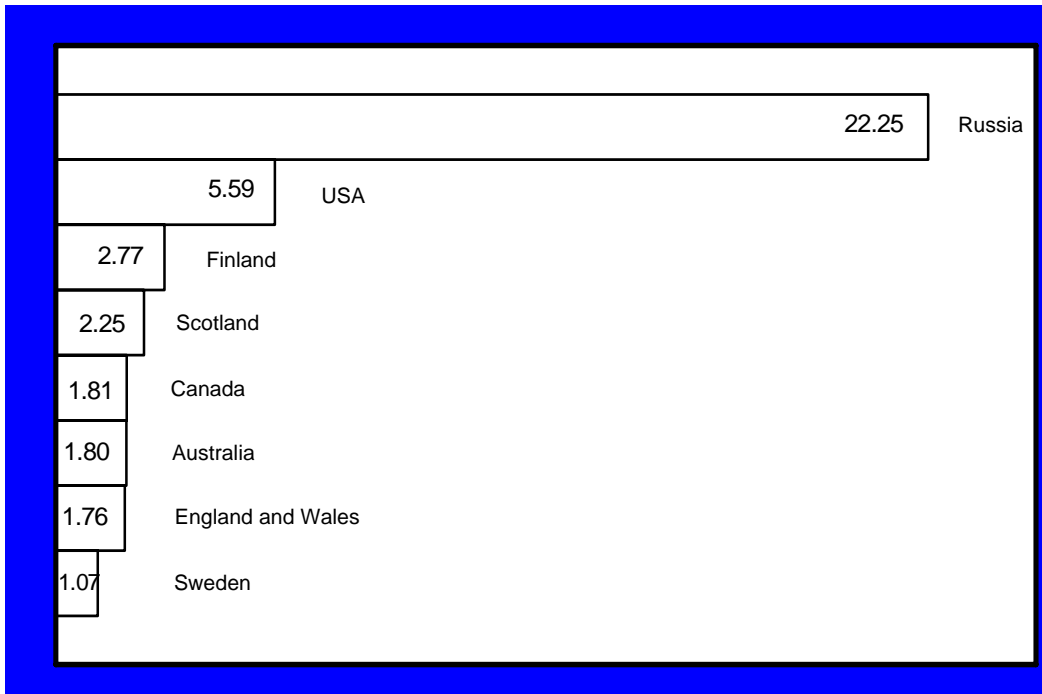 22.25 Russia
5.59 USA
2.77 Finland
2.25 Scotland
1.81 Canada
1.80 Australia
1.76 England and Wales
1.07 Sweden